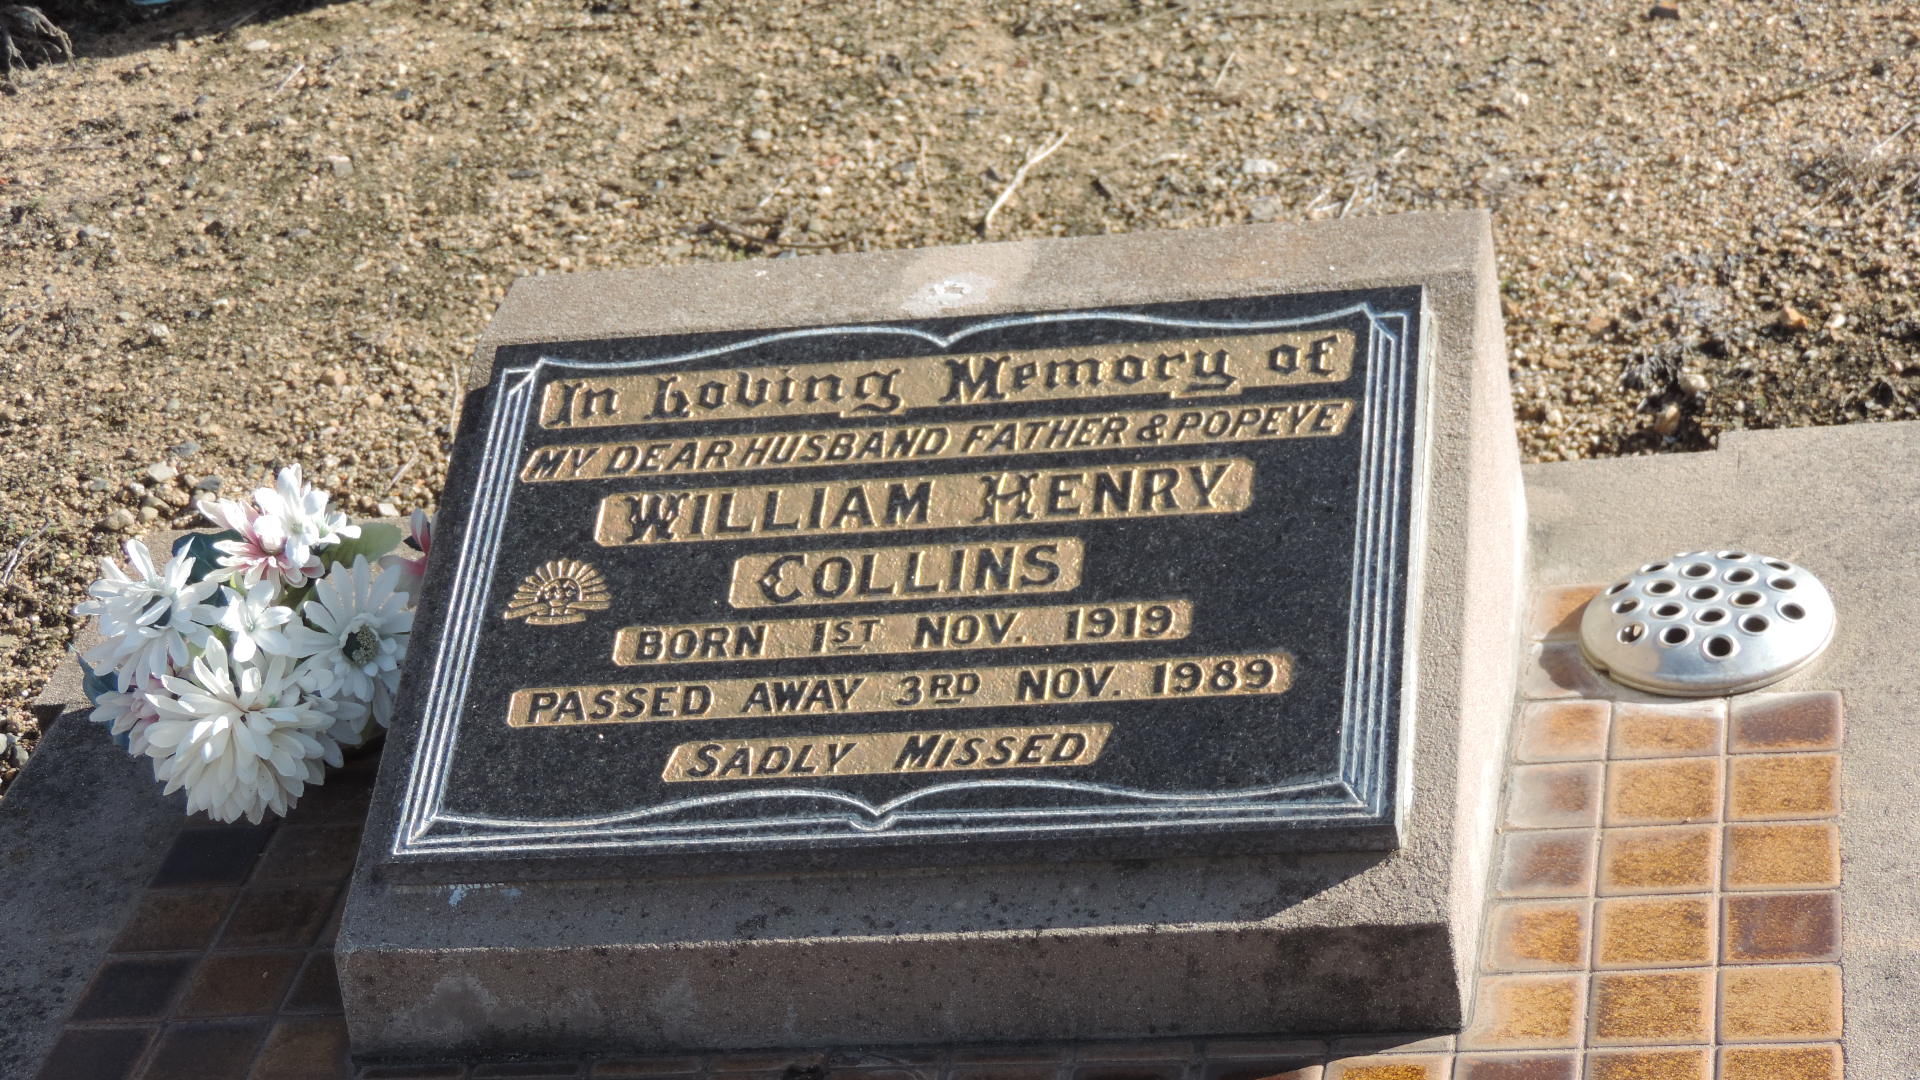 In Loving Memory of
MY DEAR HUSBAND FATHER & POPEYE
WILLIAM HENRY
COLLINS
BORN 1ST NOV. 1919
PASSED AWAY 3RD NOV. 1989
SADLY MISSED